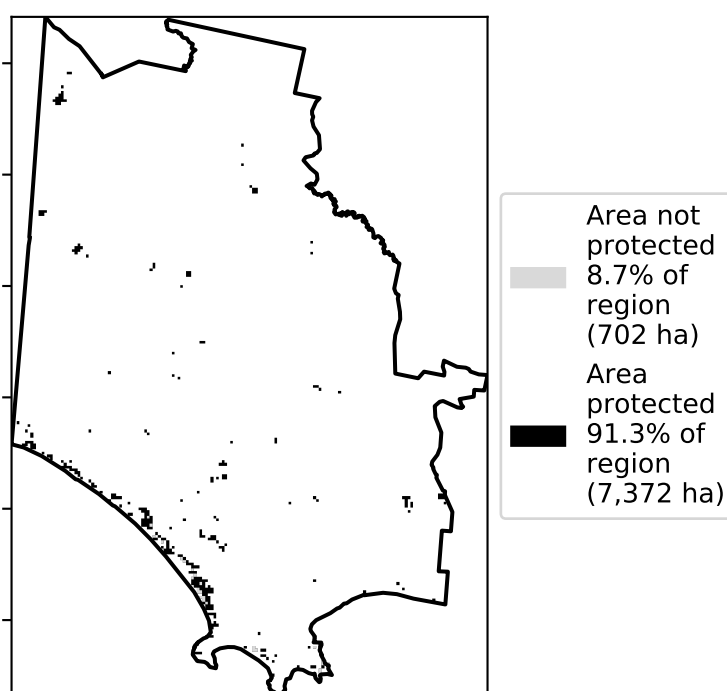 Area not
protected
8.7% of
region
(702 ha)
Area
protected
91.3% of
region
(7,372 ha)